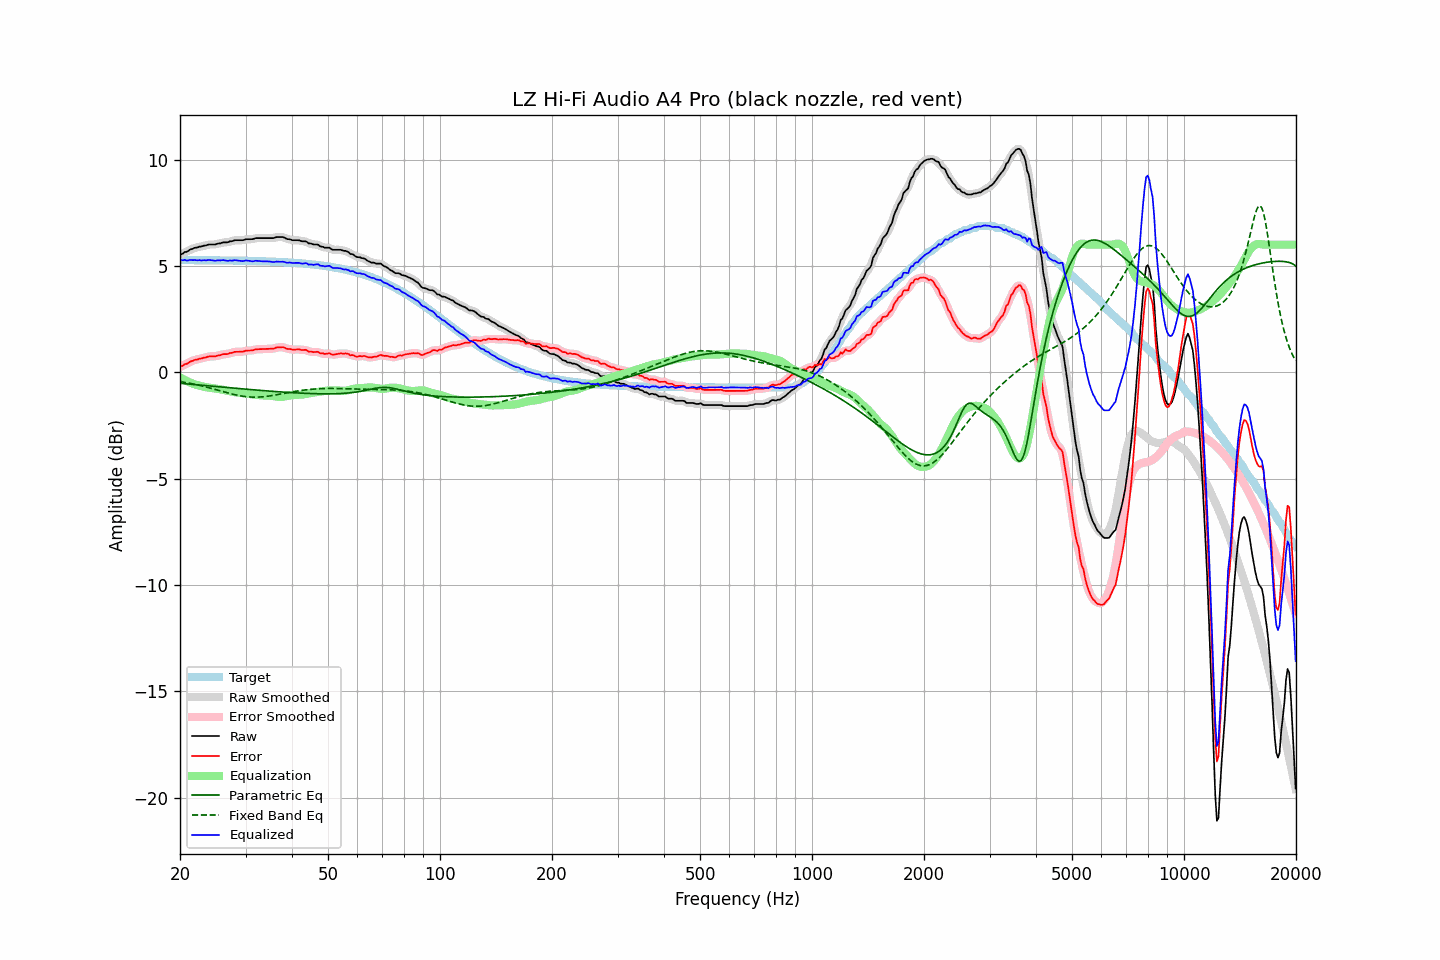 LZ Hi-Fi Audio A4 Pro (black nozzle, red vent)
Amplitude (dBr)
10
5
0
−5
−10
−15
−20
Target
Raw Smoothed
Error Smoothed
Raw
Error
Equalization
Parametric Eq
Fixed Band Eq
Equalized
20 50 100 200 500 1000 2000 5000 10000 20000
Frequency (Hz)